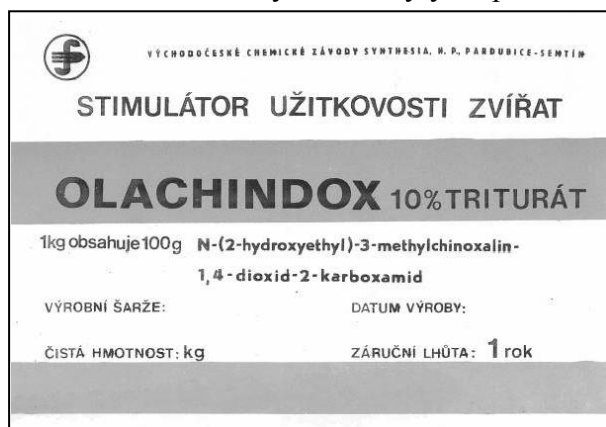 VÝCHODOČESKÉ CHEMICKÉ ZÁVODY SYNTHESIA, N. P., PARDUBICE-SEMTÍN
STIMULÁTOR UŽITKOVOSTI ZVÍŘAT
OLACHINDOX 10% TRITURÁT
1kg obsahuje 100g N-(2-hydroxyethyl)-3-methylchinoxalin-
1,4-dioxid-2-karboxamid
VÝROBNÍ ŠARŽE: DATUM VÝROBY:
ČISTÁ HMOTNOST: kg ZÁRUČNÍ LHŮTA: 1 rok